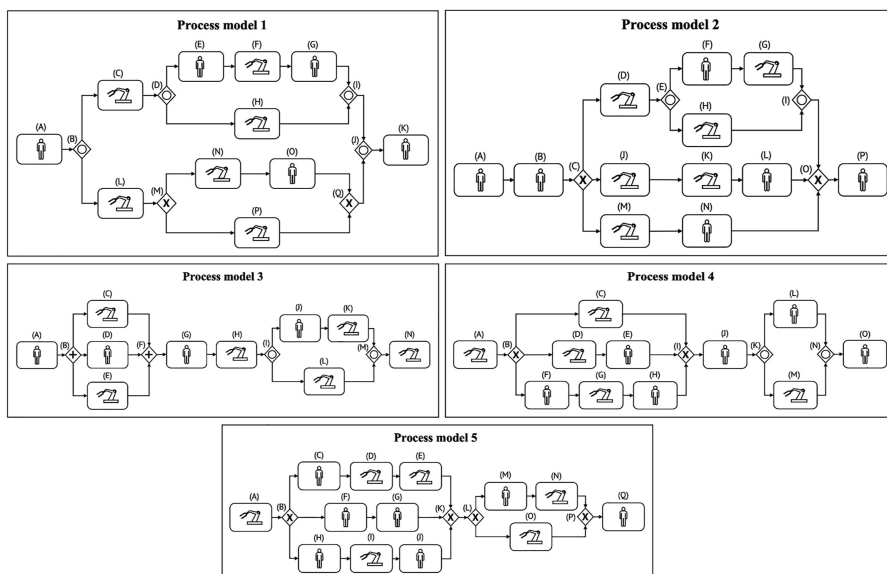 Process model 1
(E) (F) (G)
(C) (D) (I)
(H)
(A) (B) (J) (K)
(N) (O)
(L) (M) X X (Q)
(P)
Process model 2
(F) (G)
(D) (E) (I)
(H)
(A) (B) (C) X (J) (K) (L) (O) X (P)
(M) (N)
Process model 3
(C)
(J) (K)
(A) (B) (D) (F) (G) (H) (I) (M) (N)
(E) (L)
Process model 4
(C) (L)
(A) (B) X (D) (E) (I) X (J) (K) (N) (O)
(F) (G) (H) (M)
Process model 5
(C) (D) (E)
(M) (N)
(A) (B) X (F) (G) (K) X (L) X (P) X (Q)
(O)
(H) (I) (J)